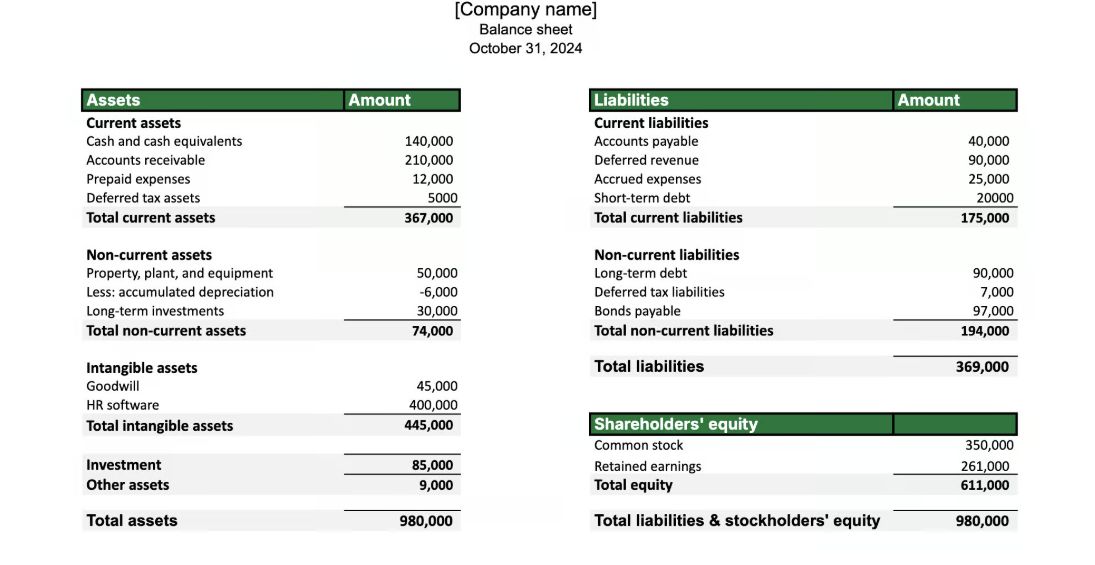 [Company name]
Balance sheet
October 31, 2024
Assets Amount
Current assets
Cash and cash equivalents 140,000
Accounts receivable 210,000
Prepaid expenses 12,000
Deferred tax assets 5000
Total current assets 367,000
Non-current assets
Property, plant, and equipment 50,000
Less: accumulated depreciation -6,000
Long-term investments 30,000
Total non-current assets 74,000
Intangible assets
Goodwill 45,000
HR software 400,000
Total intangible assets 445,000
Investment 85,000
Other assets 9,000
Total assets 980,000
Liabilities Amount
Current liabilities
Accounts payable 40,000
Deferred revenue 90,000
Accrued expenses 25,000
Short-term debt 20000
Total current liabilities 175,000
Non-current liabilities
Long-term debt 90,000
Deferred tax liabilities 7,000
Bonds payable 97,000
Total non-current liabilities 194,000
Total liabilities 369,000
Shareholders' equity
Common stock 350,000
Retained earnings 261,000
Total equity 611,000
Total liabilities & stockholders' equity 980,000